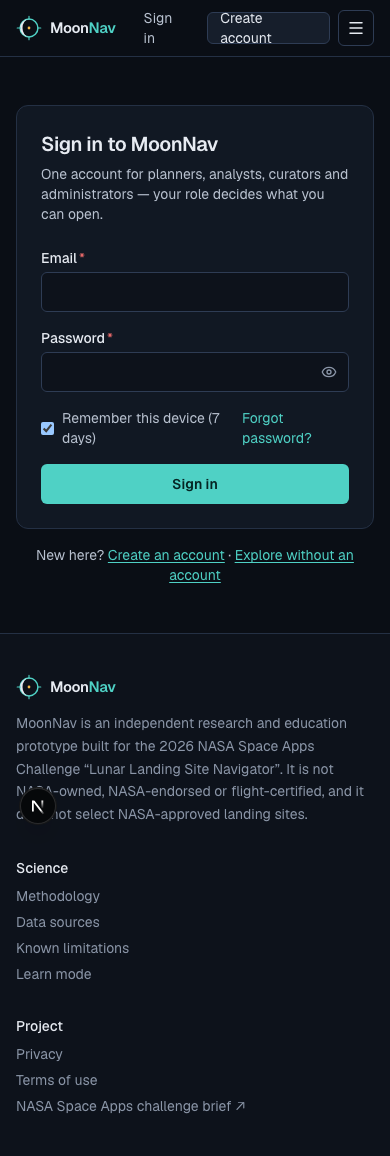 MoonNav
Sign
in
Create
account
Sign in to MoonNav
One account for planners, analysts, curators and
administrators — your role decides what you
can open.
Email *
Password *
Remember this device (7
days)
Forgot
password?
Sign in
New here? Create an account · Explore without an
account
MoonNav
MoonNav is an independent research and education
prototype built for the 2026 NASA Space Apps
Challenge “Lunar Landing Site Navigator”. It is not
NASA-owned, NASA-endorsed or flight-certified, and it
not select NASA-approved landing sites.
N
Science
Methodology
Data sources
Known limitations
Learn mode
Project
Privacy
Terms of use
NASA Space Apps challenge brief ↗